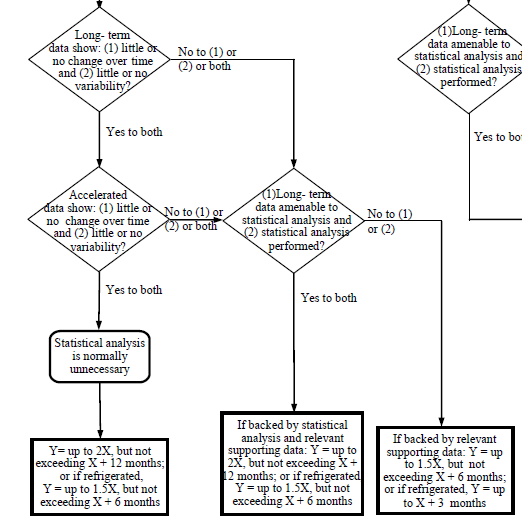 Long- term
data show: (1) little or
no change over time
and (2) little or no
variability?
No to (1) or
(2) or both
Yes to both
(1)Long- term
data amenable to
statistical analysis and
(2) statistical analysis
performed?
Yes to bo
Accelerated
data show: (1) little or
no change over time
and (2) little or no
variability?
No to (1) or
(2) or both
Yes to both
(1)Long- term
data amenable to
statistical analysis and
(2) statistical analysis
performed?
No to (1)
or (2)
Yes to both
Statistical analysis
is normally
unnecessary
Y= up to 2X, but not
exceeding X + 12 months;
or if refrigerated,
Y = up to 1.5X, but not
exceeding X + 6 months
If backed by statistical
analysis and relevant
supporting data: Y = up to
2X, but not exceeding X +
12 months; or if refrigerated
Y = up to 1.5X, but not
exceeding X + 6 months
If backed by relevant
supporting data: Y = up
to 1.5X, but not
exceeding X + 6 months;
or if refrigerated, Y = up
to X + 3 months